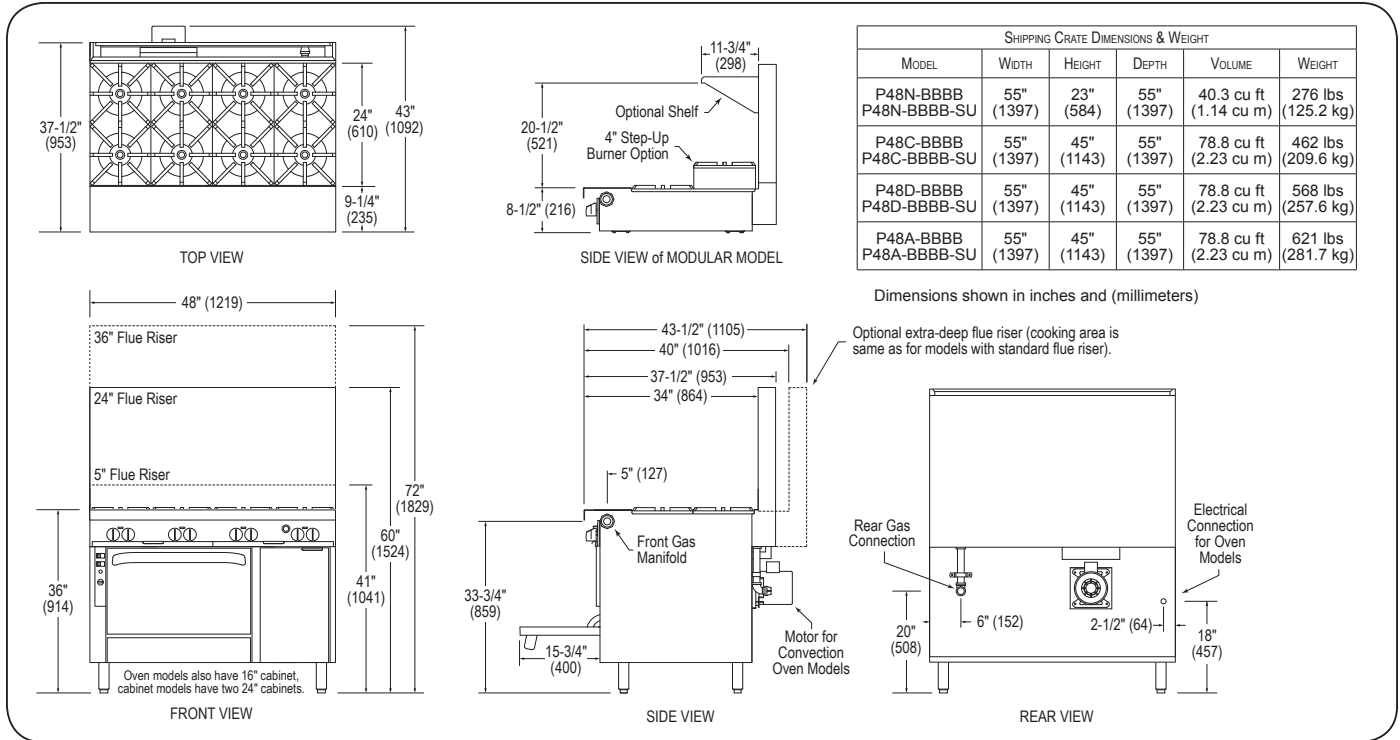 37-1/2"
(953)
24"
(610)
43"
(1092)
9-1/4"
(235)
TOP VIEW
11-3/4"
(298)
Optional Shelf
20-1/2"
(521)
4" Step-Up
Burner Option
8-1/2" (216)
SIDE VIEW of MODULAR MODEL
Shipping Crate Dimensions & Weight
Model Width Height Depth Volume Weight
P48N-BBBB 55" 23" 55" 40.3 cu ft 276 lbs
P48N-BBBB-SU (1397) (584) (1397) (1.14 cu m) (125.2 kg)
P48C-BBBB 55" 45" 55" 78.8 cu ft 462 lbs
P48C-BBBB-SU (1397) (1143) (1397) (2.23 cu m) (209.6 kg)
P48D-BBBB 55" 45" 55" 78.8 cu ft 568 lbs
P48D-BBBB-SU (1397) (1143) (1397) (2.23 cu m) (257.6 kg)
P48A-BBBB 55" 45" 55" 78.8 cu ft 621 lbs
P48A-BBBB-SU (1397) (1143) (1397) (2.23 cu m) (281.7 kg)
Dimensions shown in inches and (millimeters)
48" (1219)
36" Flue Riser
24" Flue Riser
5" Flue Riser
72"
(1829)
60"
(1524)
41"
(1041)
36"
(914)
Oven models also have 16" cabinet,
cabinet models have two 24" cabinets.
FRONT VIEW
43-1/2" (1105)
40" (1016)
37-1/2" (953)
34" (864)
Optional extra-deep flue riser (cooking area is
same as for models with standard flue riser).
5" (127)
Front Gas
Manifold
33-3/4"
(859)
15-3/4"
(400)
Motor for
Convection
Oven Models
SIDE VIEW
Rear Gas
Connection
Electrical
Connection
for Oven
Models
20"
(508)
6" (152)
2-1/2" (64)
18"
(457)
REAR VIEW